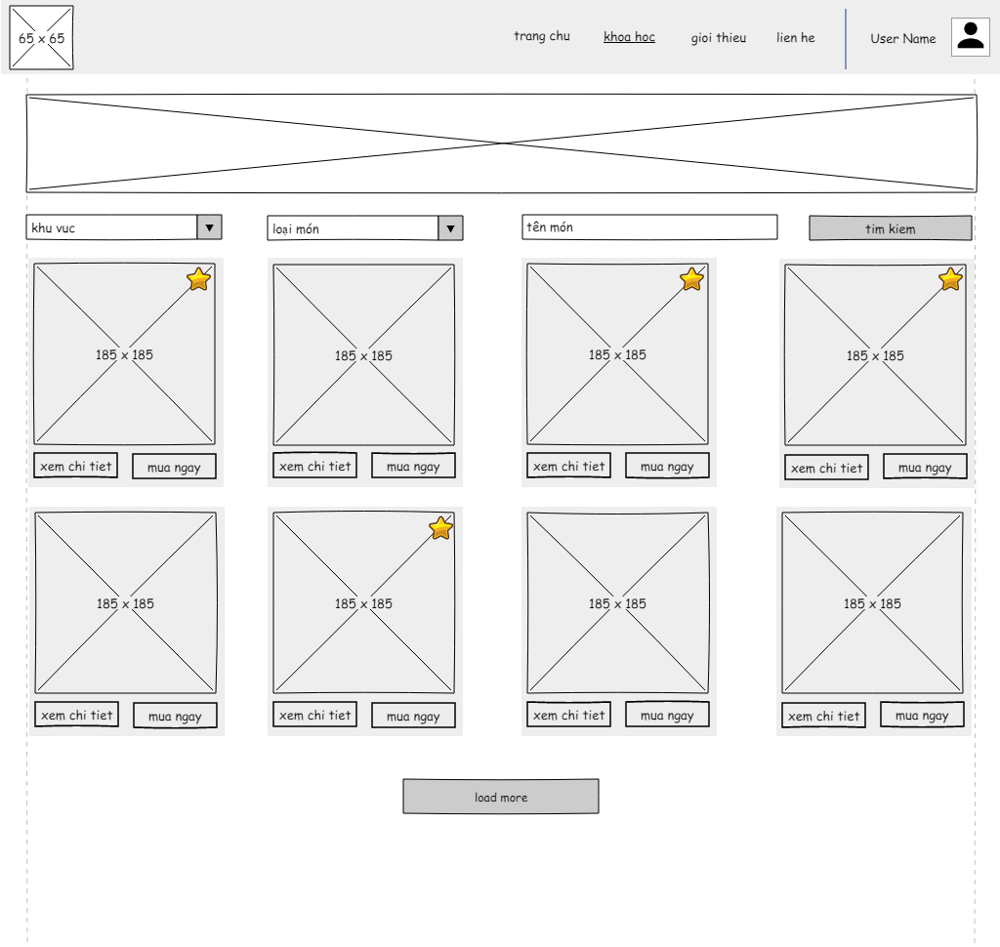 65 x 65
trang chu
khoa hoc
gioi thieu
lien he
User Name
khu vuc
loại món
tên món
tim kiem
185 x 185
185 x 185
185 x 185
185 x 185
xem chi tiet
mua ngay
xem chi tiet
mua ngay
xem chi tiet
mua ngay
xem chi tiet
mua ngay
185 x 185
185 x 185
185 x 185
185 x 185
xem chi tiet
mua ngay
xem chi tiet
mua ngay
xem chi tiet
mua ngay
xem chi tiet
mua ngay
load more